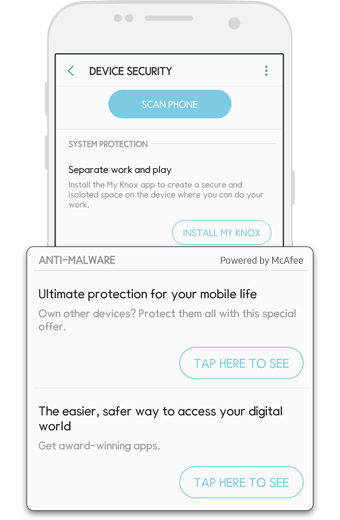 DEVICE SECURITY
SCAN PHONE
SYSTEM PROTECTION
Separate work and play
Install the My Knox app to create a secure and
isolated space on the device where you can do your
work.
INSTALL MY KNOX
ANTI-MALWARE Powered by McAfee
Ultimate protection for your mobile life
Own other devices? Protect them all with this special
offer.
TAP HERE TO SEE
The easier, safer way to access your digital
world
Get award-winning apps.
TAP HERE TO SEE